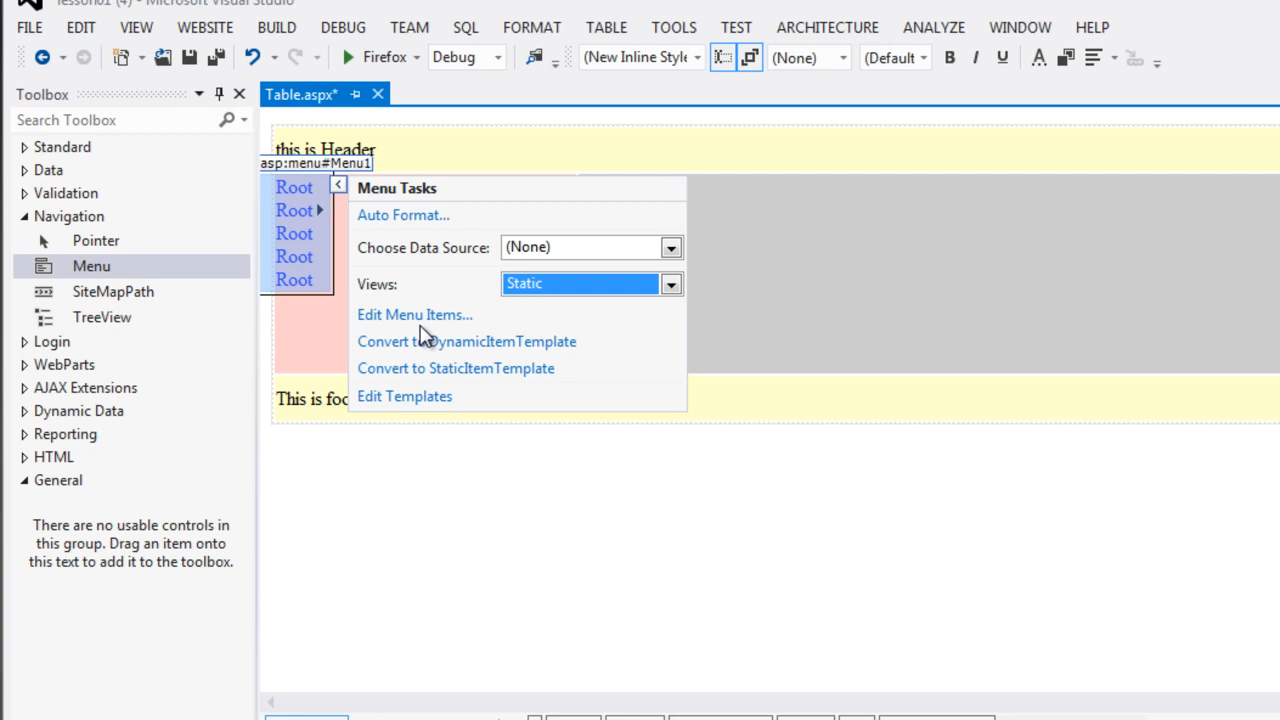 lesson01 (4) - Microsoft Visual Studio
FILE EDIT VIEW WEBSITE BUILD DEBUG TEAM SQL FORMAT TABLE TOOLS TEST ARCHITECTURE ANALYZE WINDOW HELP
Firefox Debug (New Inline Style (None) (Default B I U A
Toolbox
Table.aspx*
Search Toolbox
Standard
Data
Validation
Navigation
Pointer
Menu
SiteMapPath
TreeView
Login
WebParts
AJAX Extensions
Dynamic Data
Reporting
HTML
General
There are no usable controls in
this group. Drag an item onto
this text to add it to the toolbox.
this is Header
asp:menu#Menu1
Root
Root
Root
Root
Root
Menu Tasks
Auto Format...
Choose Data Source: (None)
Views: Static
Edit Menu Items...
Convert to DynamicItemTemplate
Convert to StaticItemTemplate
Edit Templates
This is foo